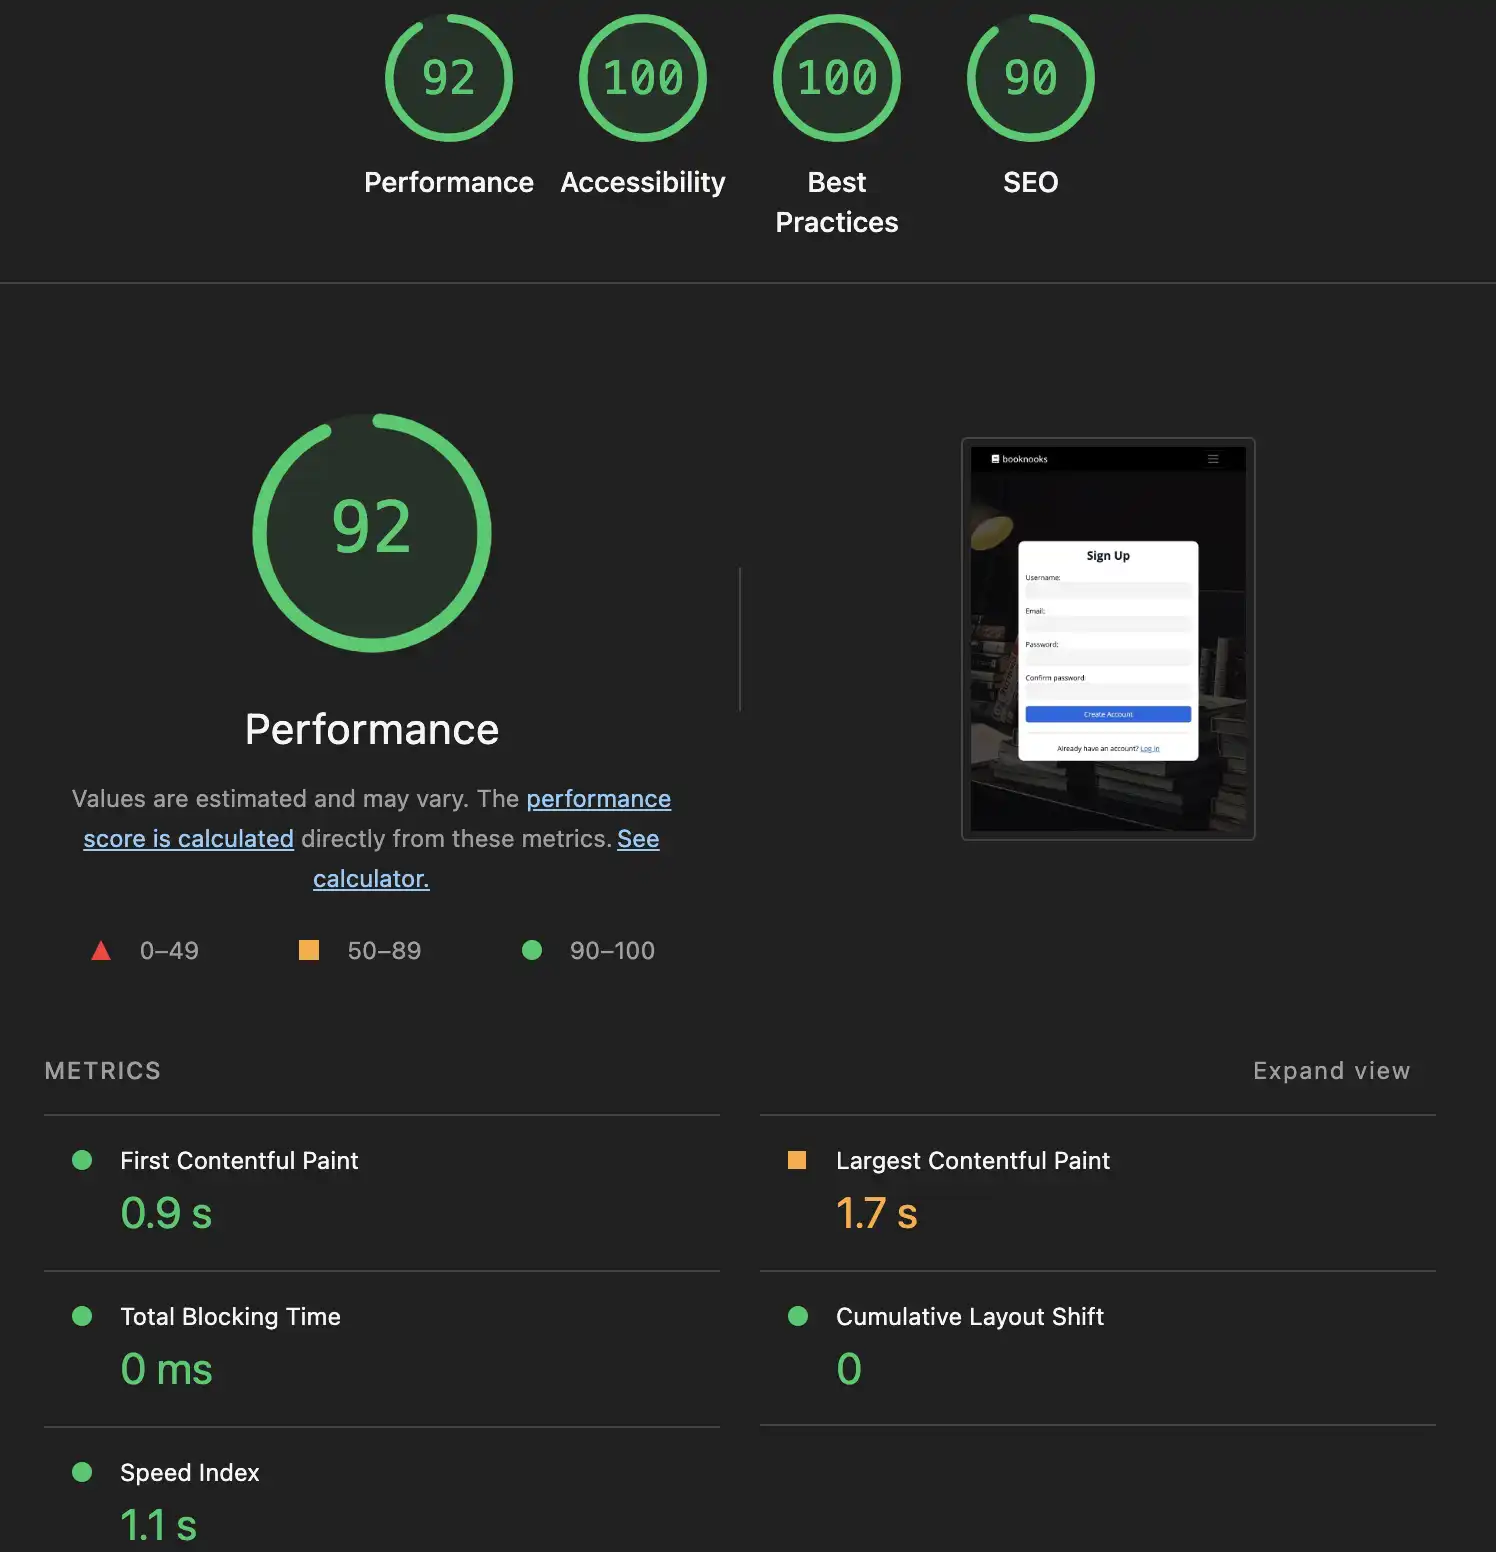 92
100
100
90
Performance
Accessibility
Best
Practices
SEO
92
Performance
Values are estimated and may vary. The performance
score is calculated directly from these metrics. See
calculator.
0–49
50–89
90–100
booknooks
Sign Up
Username:
Email:
Password:
Confirm password:
Create Account
Already have an account? Log in
METRICS
Expand view
First Contentful Paint
0.9 s
Largest Contentful Paint
1.7 s
Total Blocking Time
0 ms
Cumulative Layout Shift
0
Speed Index
1.1 s